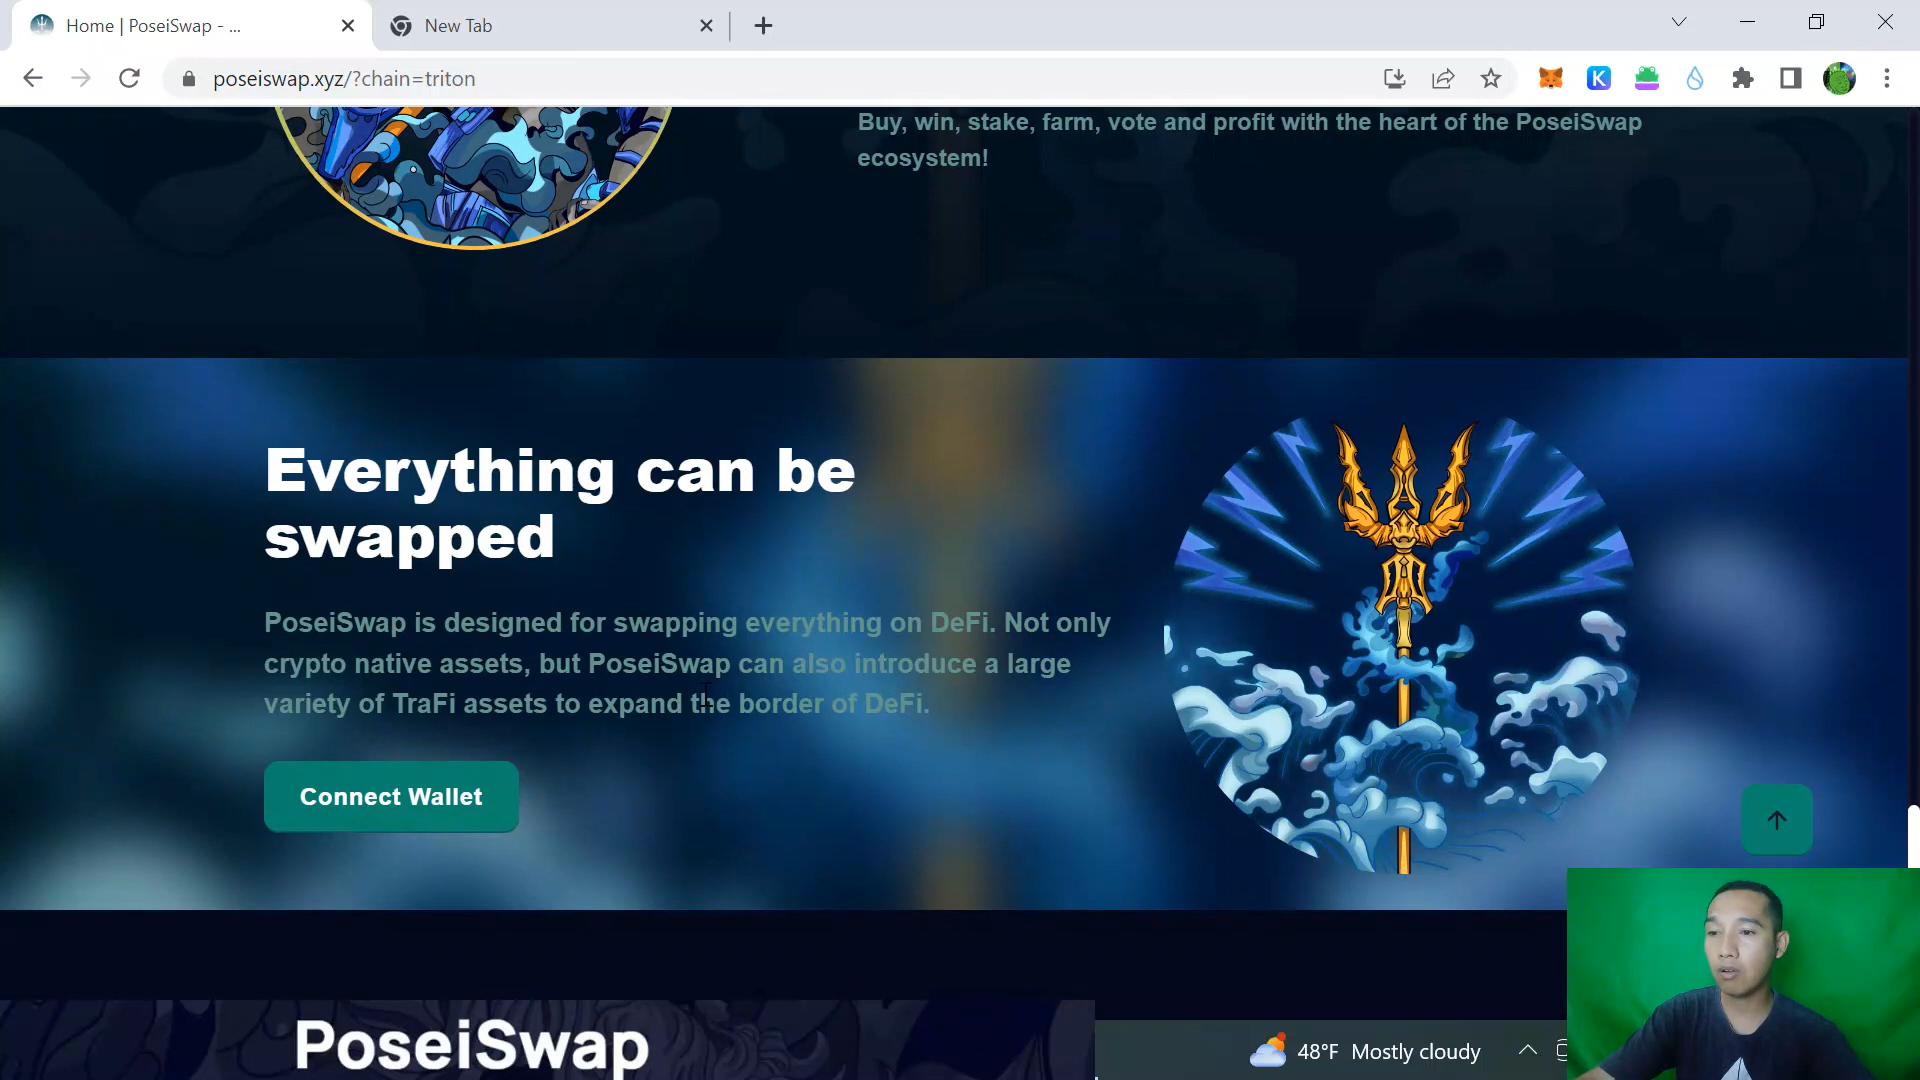 Home | PoseiSwap - ...
New Tab
poseiswap.xyz/?chain=triton
K
Buy, win, stake, farm, vote and profit with the heart of the PoseiSwap
ecosystem!
Everything can be
swapped
PoseiSwap is designed for swapping everything on DeFi. Not only
crypto native assets, but PoseiSwap can also introduce a large
variety of TraFi assets to expand the border of DeFi.
Connect Wallet
PoseiSwap
48°F Mostly cloudy